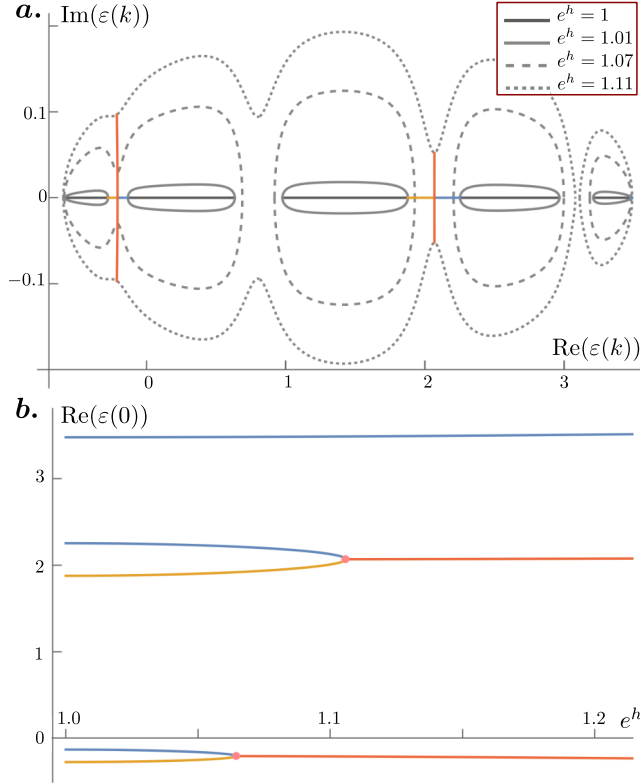 a. Im(ε(k))
e^h = 1
e^h = 1.01
e^h = 1.07
e^h = 1.11
0.1
0
−0.1
Re(ε(k))
0 1 2 3
b. Re(ε(0))
3
2
1
1.0 1.1 1.2 e^h
0